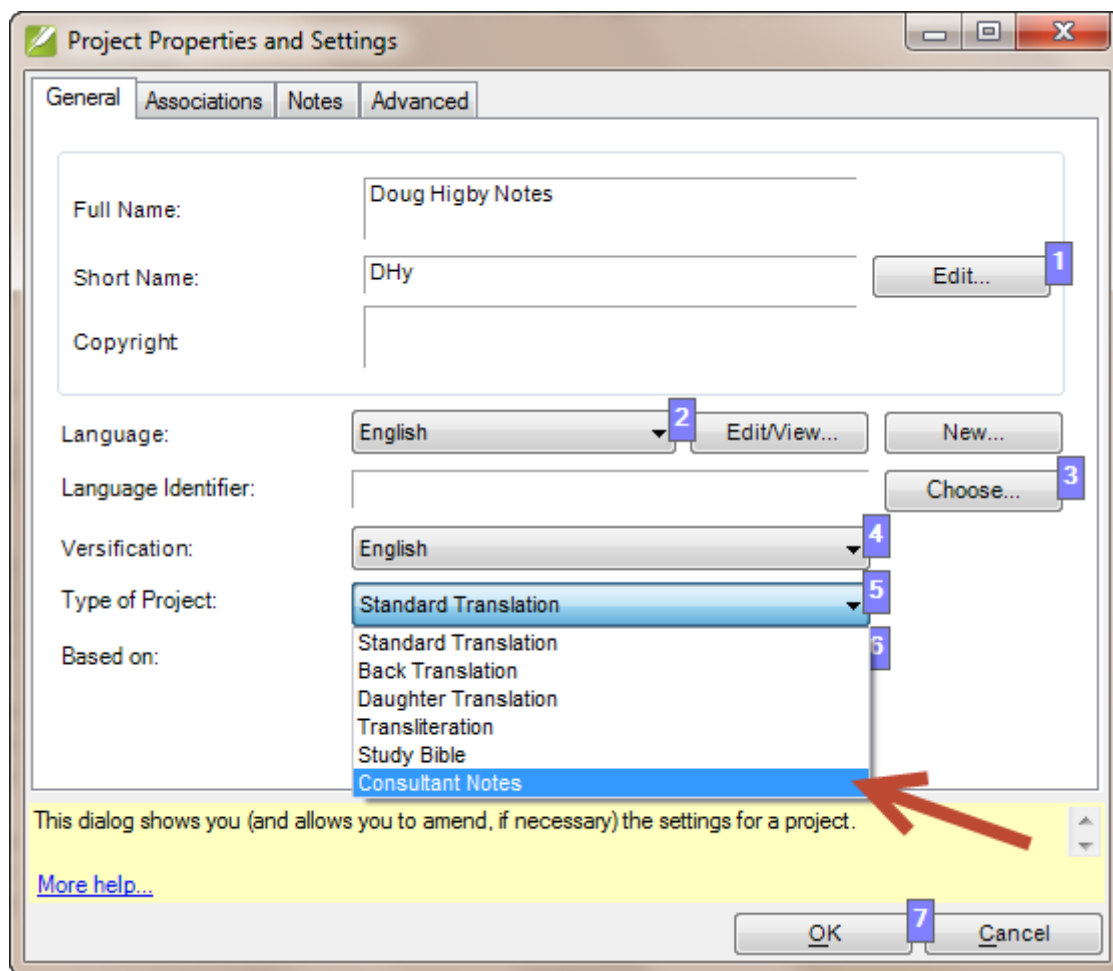 Project Properties and Settings
General Associations Notes Advanced
Full Name: Doug Higby Notes
Short Name: DHy Edit... 1
Copyright
Language: English 2 Edit/View... New...
Language Identifier: Choose... 3
Versification: English 4
Type of Project: Standard Translation 5
Based on: 6
Standard Translation
Back Translation
Daughter Translation
Transliteration
Study Bible
Consultant Notes
This dialog shows you (and allows you to amend, if necessary) the settings for a project.
More help...
OK 7 Cancel